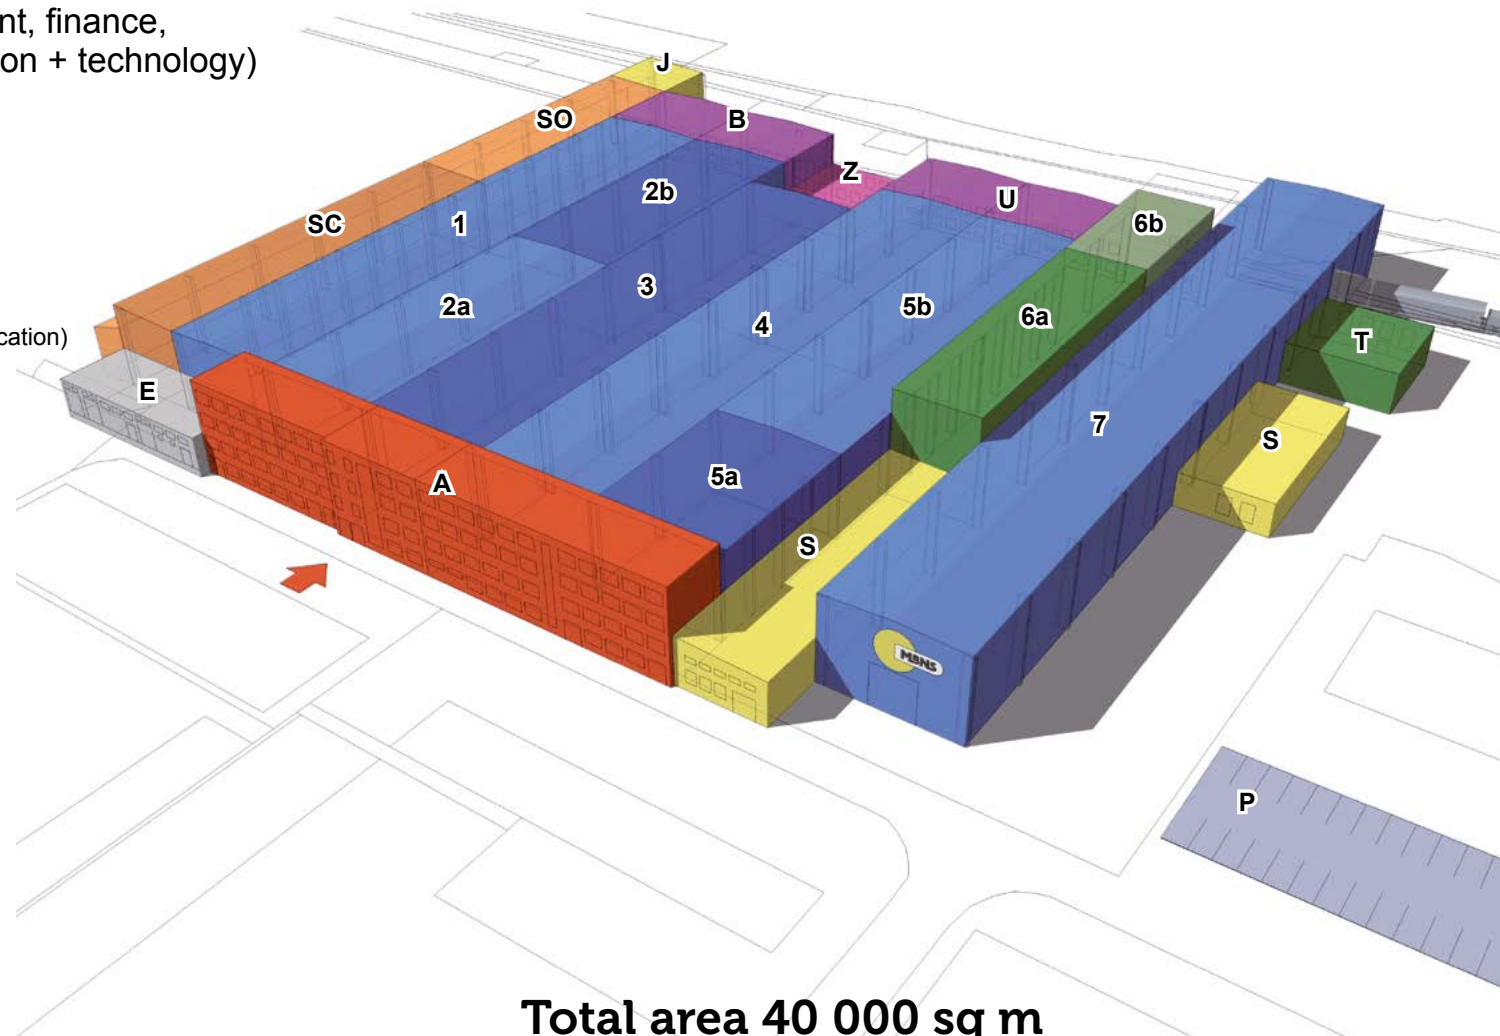 nt, finance,
on + technology)
J
SO
B
Z
2b
U
6b
SC
1
3
2a
4
5b
6a
T
cation)
E
7
S
A
5a
S
MBNS
P
Total area 40 000 sq m